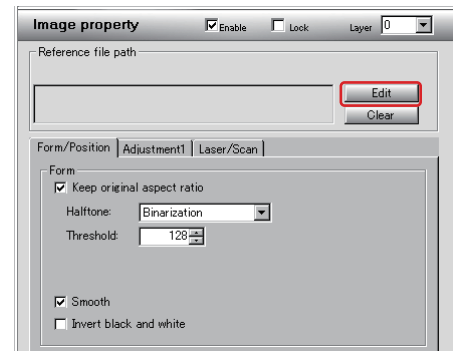 Image property Enable Lock Layer 0
Reference file path
Edit
Clear
Form/Position Adjustment1 Laser/Scan
Form
Keep original aspect ratio
Halftone: Binarization
Threshold: 128
Smooth
Invert black and white